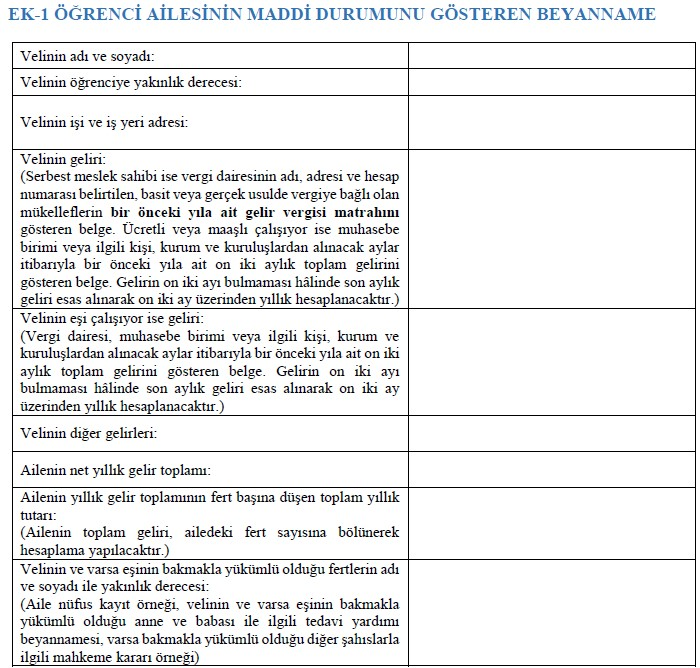 EK-1 ÖĞRENCİ AİLESİNİN MADDİ DURUMUNU GÖSTEREN BEYANNAME
Velinin adı ve soyadı:
Velinin öğrenciye yakınlık derecesi:
Velinin işi ve iş yeri adresi:
Velinin geliri:
(Serbest meslek sahibi ise vergi dairesinin adı, adresi ve hesap
numarası belirtilen, basit veya gerçek usulde vergiye bağlı olan
mükelleflerin bir önceki yıla ait gelir vergisi matrahını
gösteren belge. Ücretli veya maaşlı çalışıyor ise muhasebe
birimi veya ilgili kişi, kurum ve kuruluşlardan alınacak aylar
itibarıyla bir önceki yıla ait on iki aylık toplam gelirini
gösteren belge. Gelirin on iki ayı bulmaması hâlinde son aylık
geliri esas alınarak on iki ay üzerinden yıllık hesaplanacaktır.)
Velinin eşi çalışıyor ise geliri:
(Vergi dairesi, muhasebe birimi veya ilgili kişi, kurum ve
kuruluşlardan alınacak aylar itibarıyla bir önceki yıla ait on iki
aylık toplam gelirini gösteren belge. Gelirin on iki ayı
bulmaması hâlinde son aylık geliri esas alınarak on iki ay
üzerinden yıllık hesaplanacaktır.)
Velinin diğer gelirleri:
Ailenin net yıllık gelir toplamı:
Ailenin yıllık gelir toplamının fert başına düşen toplam yıllık
tutarı:
(Ailenin toplam geliri, ailedeki fert sayısına bölünerek
hesaplama yapılacaktır.)
Velinin ve varsa eşinin bakmakla yükümlü olduğu fertlerin adı
ve soyadı ile yakınlık derecesi:
(Aile nüfus kayıt örneği, velinin ve varsa eşinin bakmakla
yükümlü olduğu anne ve babası ile ilgili tedavi yardımı
beyannamesi, varsa bakmakla yükümlü olduğu diğer şahıslarla
ilgili mahkeme kararı örneği)